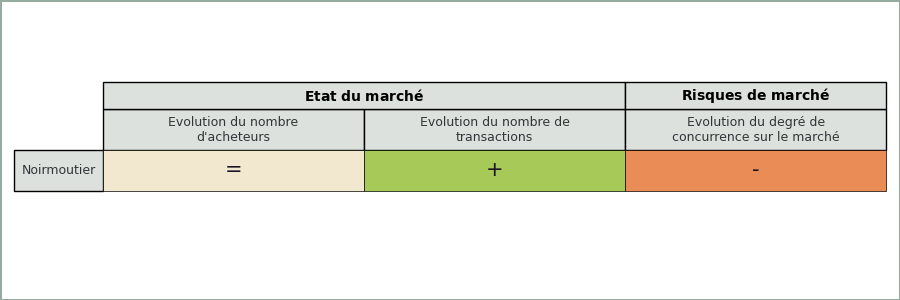 Etat du marché
Risques de marché
Evolution du nombre
d'acheteurs
Evolution du nombre de
transactions
Evolution du degré de
concurrence sur le marché
Noirmoutier
=
+
-